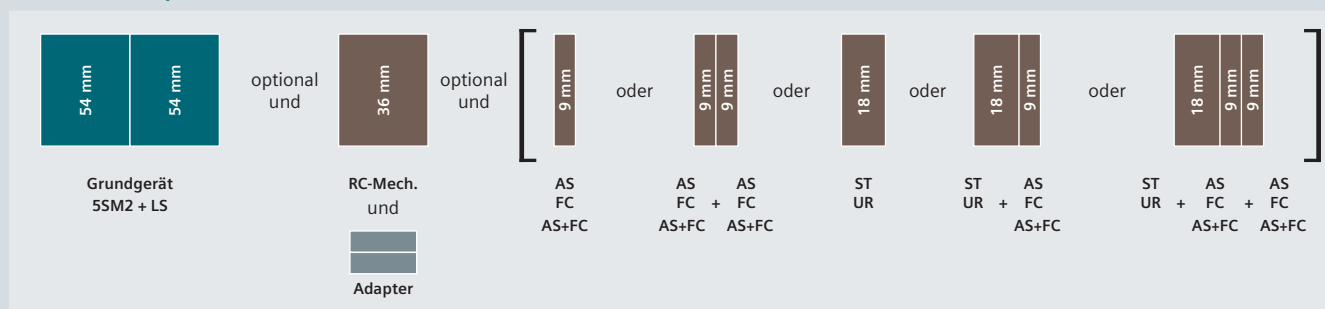 54 mm 54 mm optional und 36 mm optional und 9 mm oder 9 mm 9 mm oder 18 mm oder 18 mm 9 mm oder 18 mm 9 mm 9 mm
Grundgerät
5SM2 + LS
RC-Mech.
und
Adapter
AS
FC
AS+FC
AS AS
FC + FC
AS+FC AS+FC
ST
UR
ST AS
UR + FC
AS+FC
ST AS AS
UR + FC + FC
AS+FC AS+FC